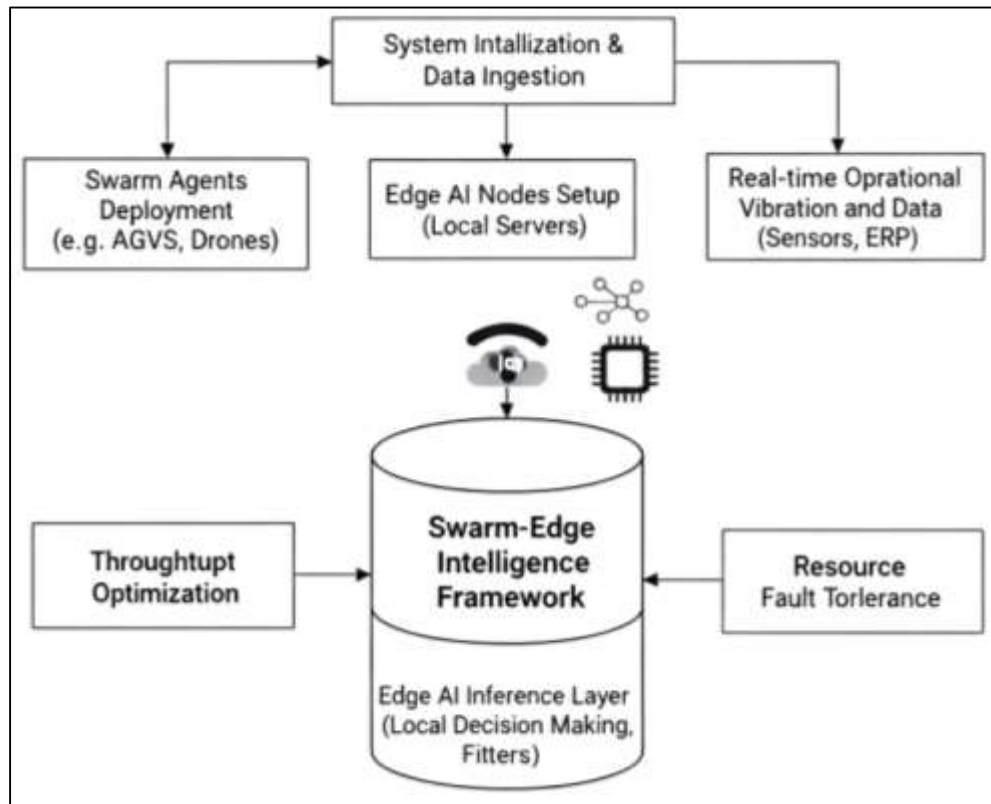 System Intallization &
Data Ingestion
Swarm Agents
Deployment
(e.g. AGVS, Drones)
Edge AI Nodes Setup
(Local Servers)
Real-time Oprational
Vibration and Data
(Sensors, ERP)
Throughtupt
Optimization
Swarm-Edge
Intelligence
Framework
Resource
Fault Torlerance
Edge AI Inference Layer
(Local Decision Making,
Fitters)